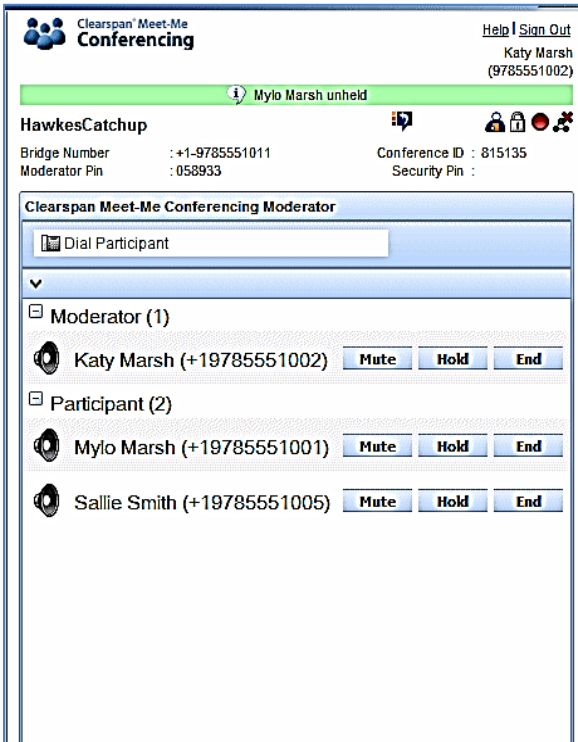 Clearspan® Meet-Me
Conferencing
Help | Sign Out
Katy Marsh
(9785551002)
Mylo Marsh unheld
HawkesCatchup
Bridge Number : +1-9785551011 Conference ID : 815135
Moderator Pin : 058933 Security Pin :
Clearspan Meet-Me Conferencing Moderator
Dial Participant
Moderator (1)
Katy Marsh (+19785551002) Mute Hold End
Participant (2)
Mylo Marsh (+19785551001) Mute Hold End
Sallie Smith (+19785551005) Mute Hold End